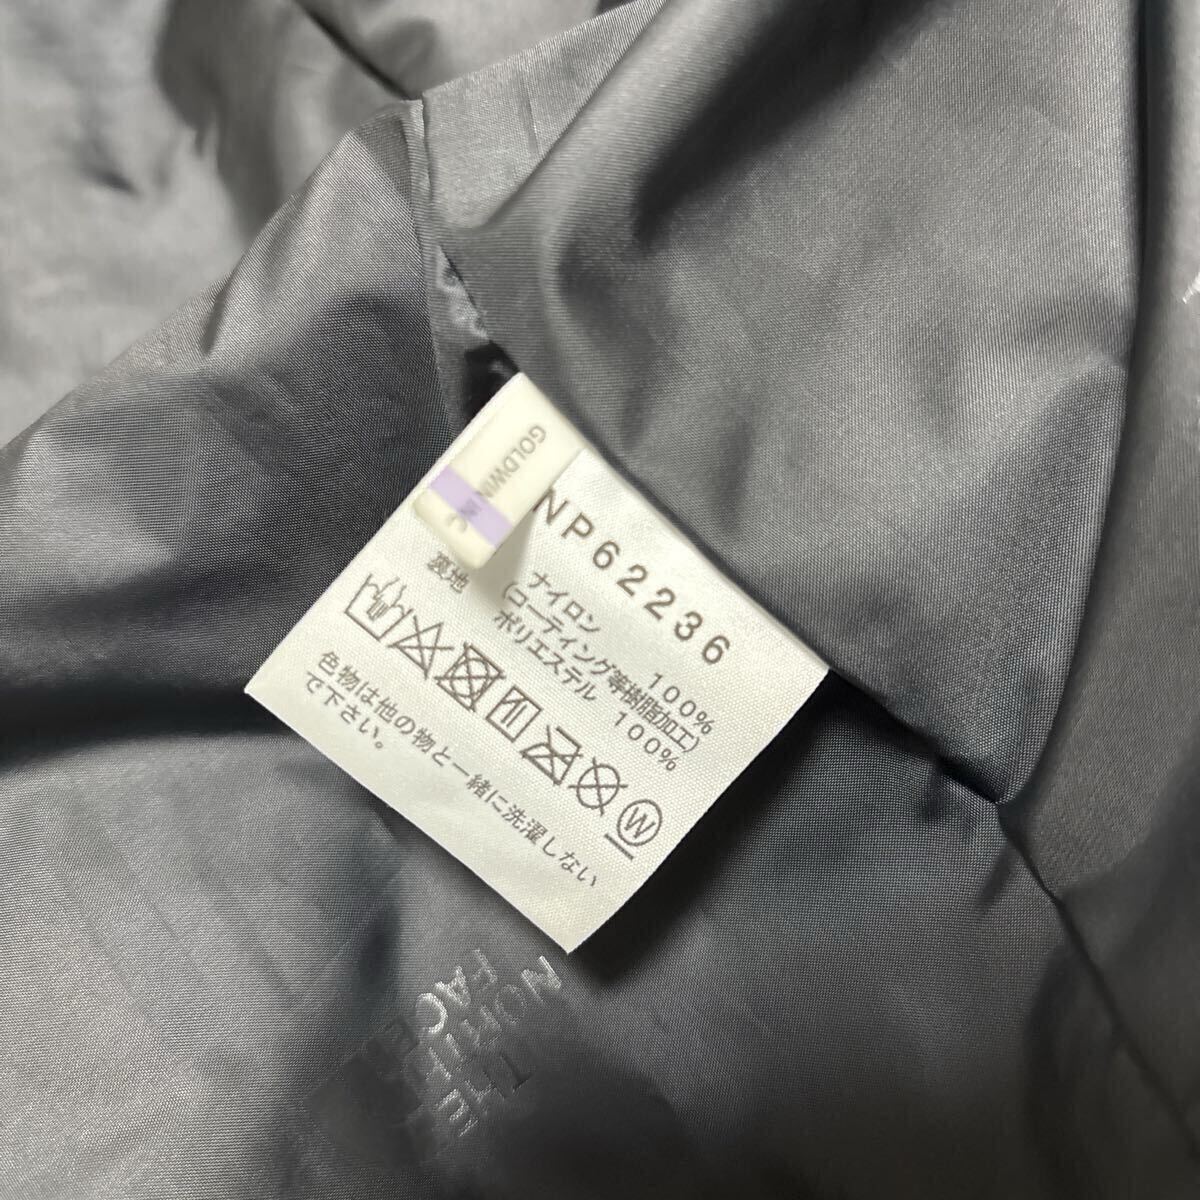 GOLDWIN INC
NP62236
ナイロン 100%
(コーティング等樹脂加工)
裏地 ポリエステル 100%
W
色物は他の物と一緒に洗濯しない
で下さい。
THE
NORTH
FACE